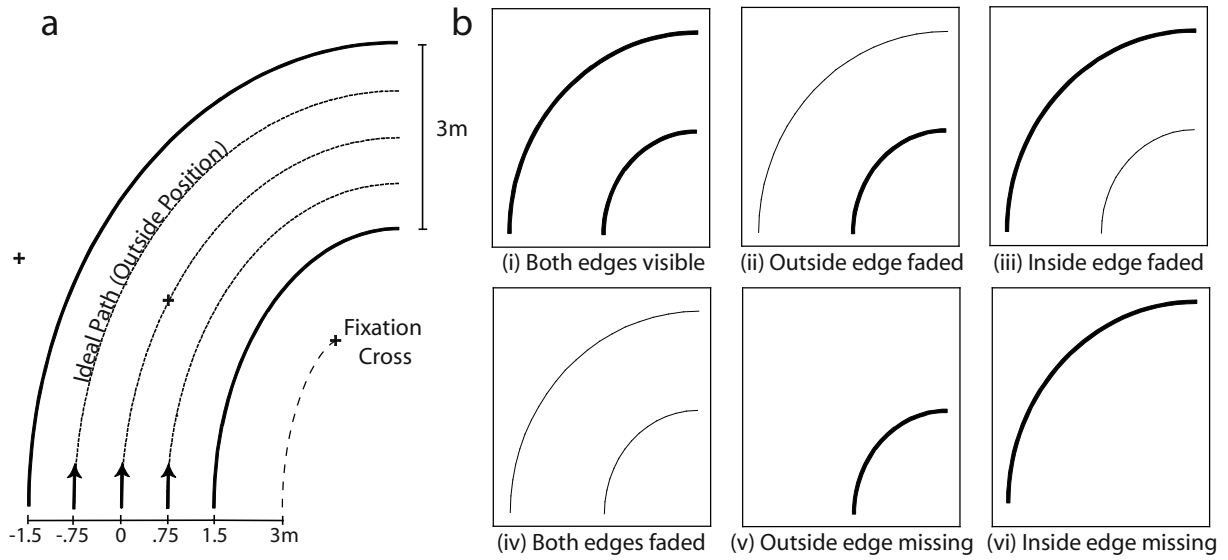 a
3m
Ideal Path (Outside Position)
Fixation
Cross
-1.5 -.75 0 .75 1.5 3m
b
(i) Both edges visible
(ii) Outside edge faded
(iii) Inside edge faded
(iv) Both edges faded
(v) Outside edge missing
(vi) Inside edge missing